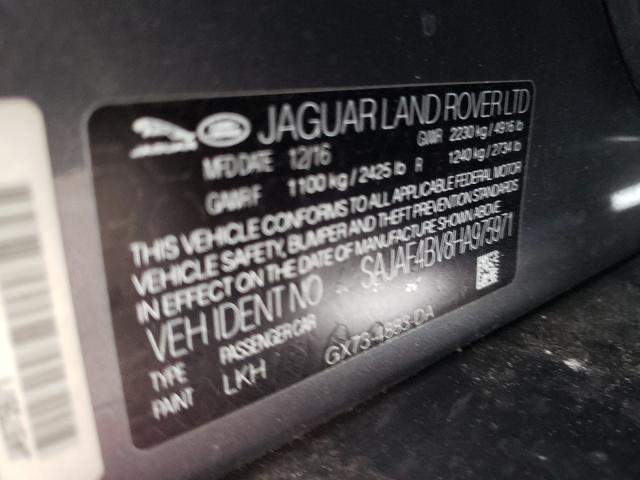 JAGUAR LAND ROVER LTD
MFD DATE 12/16 GVWR 2230 kg / 4916 lb
GAWR F 1100 kg / 2425 lb R 1240 kg / 2734 lb
THIS VEHICLE CONFORMS TO ALL APPLICABLE FEDERAL MOTOR
VEHICLE SAFETY, BUMPER AND THEFT PREVENTION STANDARDS
IN EFFECT ON THE DATE OF MANUFACTURE SHOWN ABOVE.
VEH IDENT NO SAJAF4BV8HA975971
TYPE PASSENGER CAR
PAINT LKH GX73-4883-DA